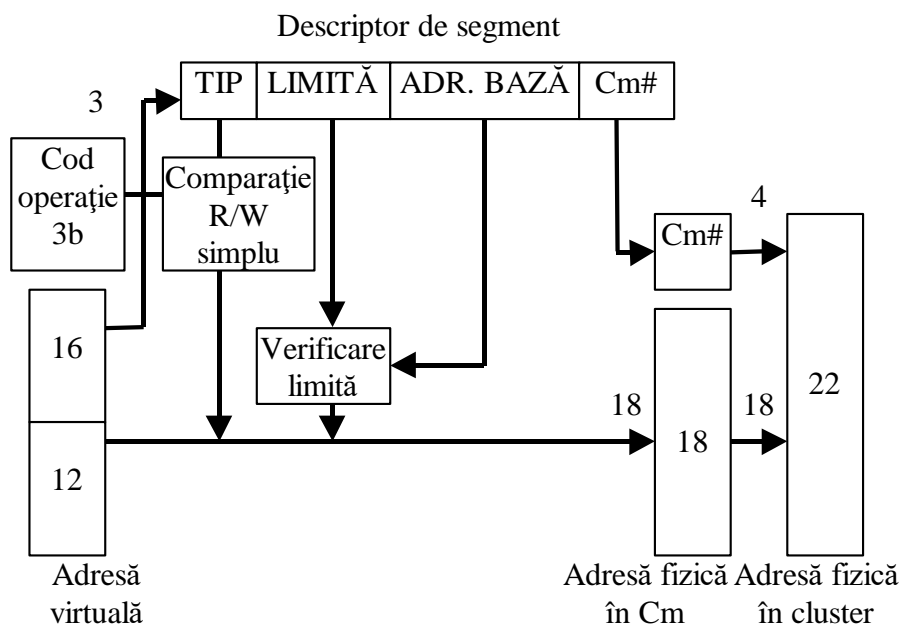 Descriptor de segment
TIP LIMITĂ ADR. BAZĂ Cm#
3
Cod
operaţie
3b
Comparaţie
R/W
simplu
4
Cm#
16
Verificare
limită
18
18
22
18
12
Adresă
virtuală
Adresă fizică
în Cm
Adresă fizică
în cluster